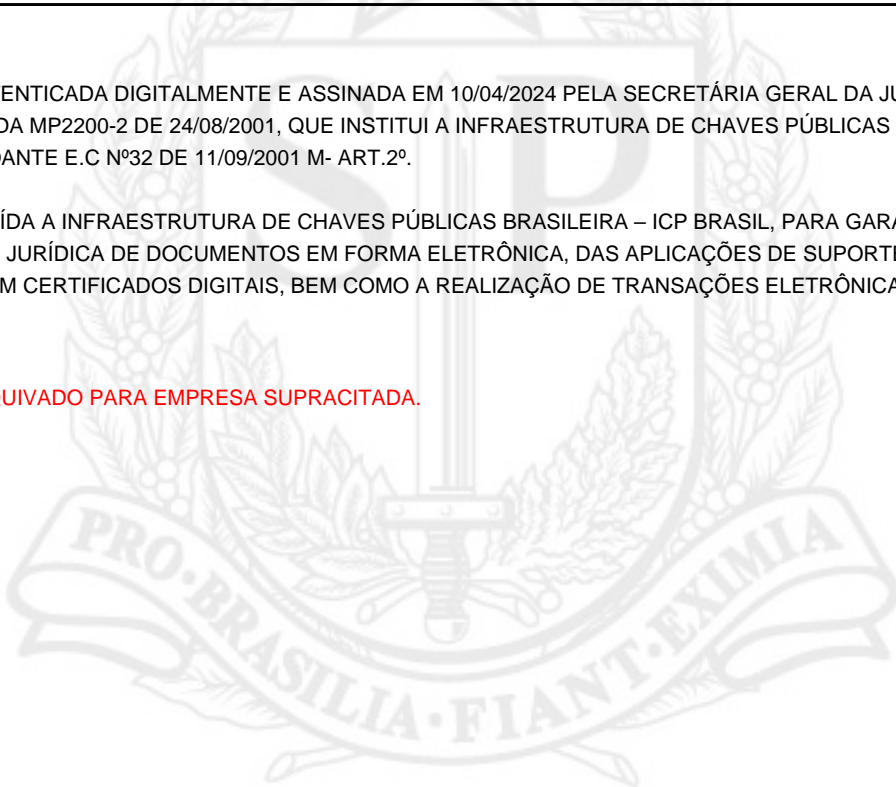 ENTICADA DIGITALMENTE E ASSINADA EM 10/04/2024 PELA SECRETÁRIA GERAL DA JU
DA MP2200-2 DE 24/08/2001, QUE INSTITUI A INFRAESTRUTURA DE CHAVES PÚBLICAS
DANTE E.C Nº32 DE 11/09/2001 M- ART.2º.
ÍDA A INFRAESTRUTURA DE CHAVES PÚBLICAS BRASILEIRA – ICP BRASIL, PARA GARA
JURÍDICA DE DOCUMENTOS EM FORMA ELETRÔNICA, DAS APLICAÇÕES DE SUPORTE
M CERTIFICADOS DIGITAIS, BEM COMO A REALIZAÇÃO DE TRANSAÇÕES ELETRÔNICA
UIVADO PARA EMPRESA SUPRACITADA.
SP
PRO·BRASILIA·FIANT·EXIMIA